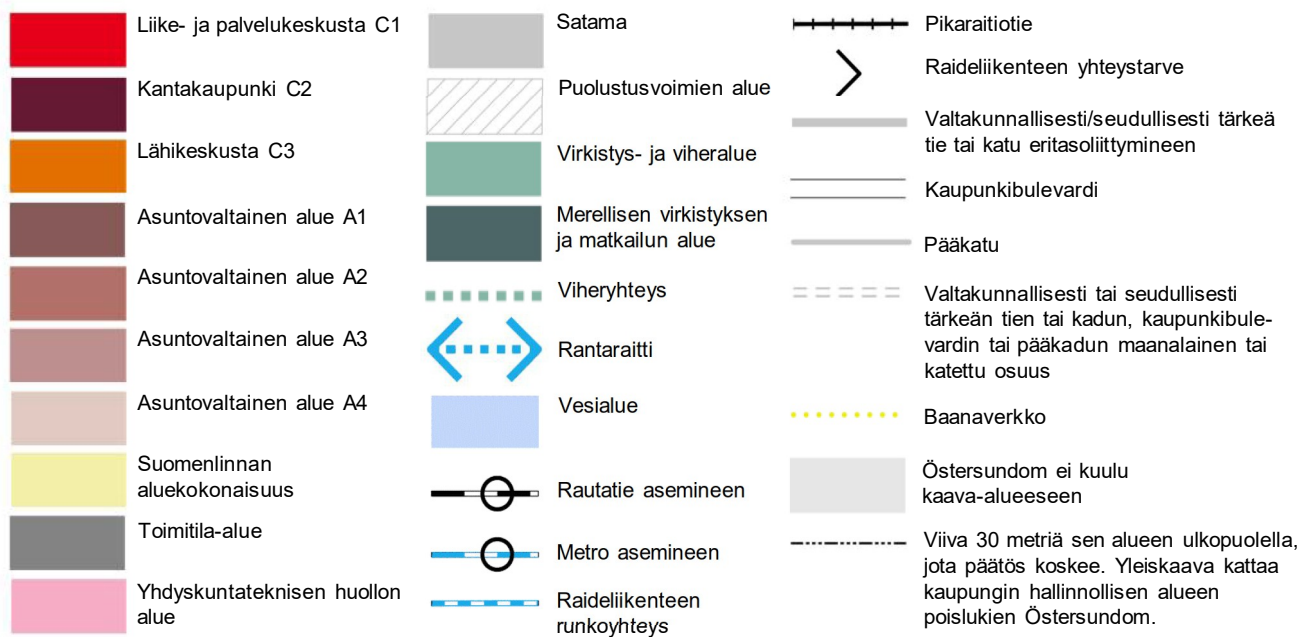 Liike- ja palvelukeskusta C1
Kantakaupunki C2
Lähikeskusta C3
Asuntovaltainen alue A1
Asuntovaltainen alue A2
Asuntovaltainen alue A3
Asuntovaltainen alue A4
Suomenlinnan
aluekokonaisuus
Toimitila-alue
Yhdyskuntateknisen huollon
alue
Satama
Puolustusvoimien alue
Virkistys- ja viheralue
Merellisen virkistyksen
ja matkailun alue
Viheryhteys
Rantaraitti
Vesialue
Rautatie asemineen
Metro asemineen
Raideliikenteen
runkoyhteys
Pikaraitiotie
Raideliikenteen yhteystarve
Valtakunnallisesti/seudullisesti tärkeä
tie tai katu eritasoliittymineen
Kaupunkibulevardi
Pääkatu
Valtakunnallisesti tai seudullisesti
tärkeän tien tai kadun, kaupunkibule-
vardin tai pääkadun maanalainen tai
katettu osuus
Baanaverkko
Östersundom ei kuulu
kaava-alueeseen
Viiva 30 metriä sen alueen ulkopuolella,
jota päätös koskee. Yleiskaava kattaa
kaupungin hallinnollisen alueen
poislukien Östersundom.